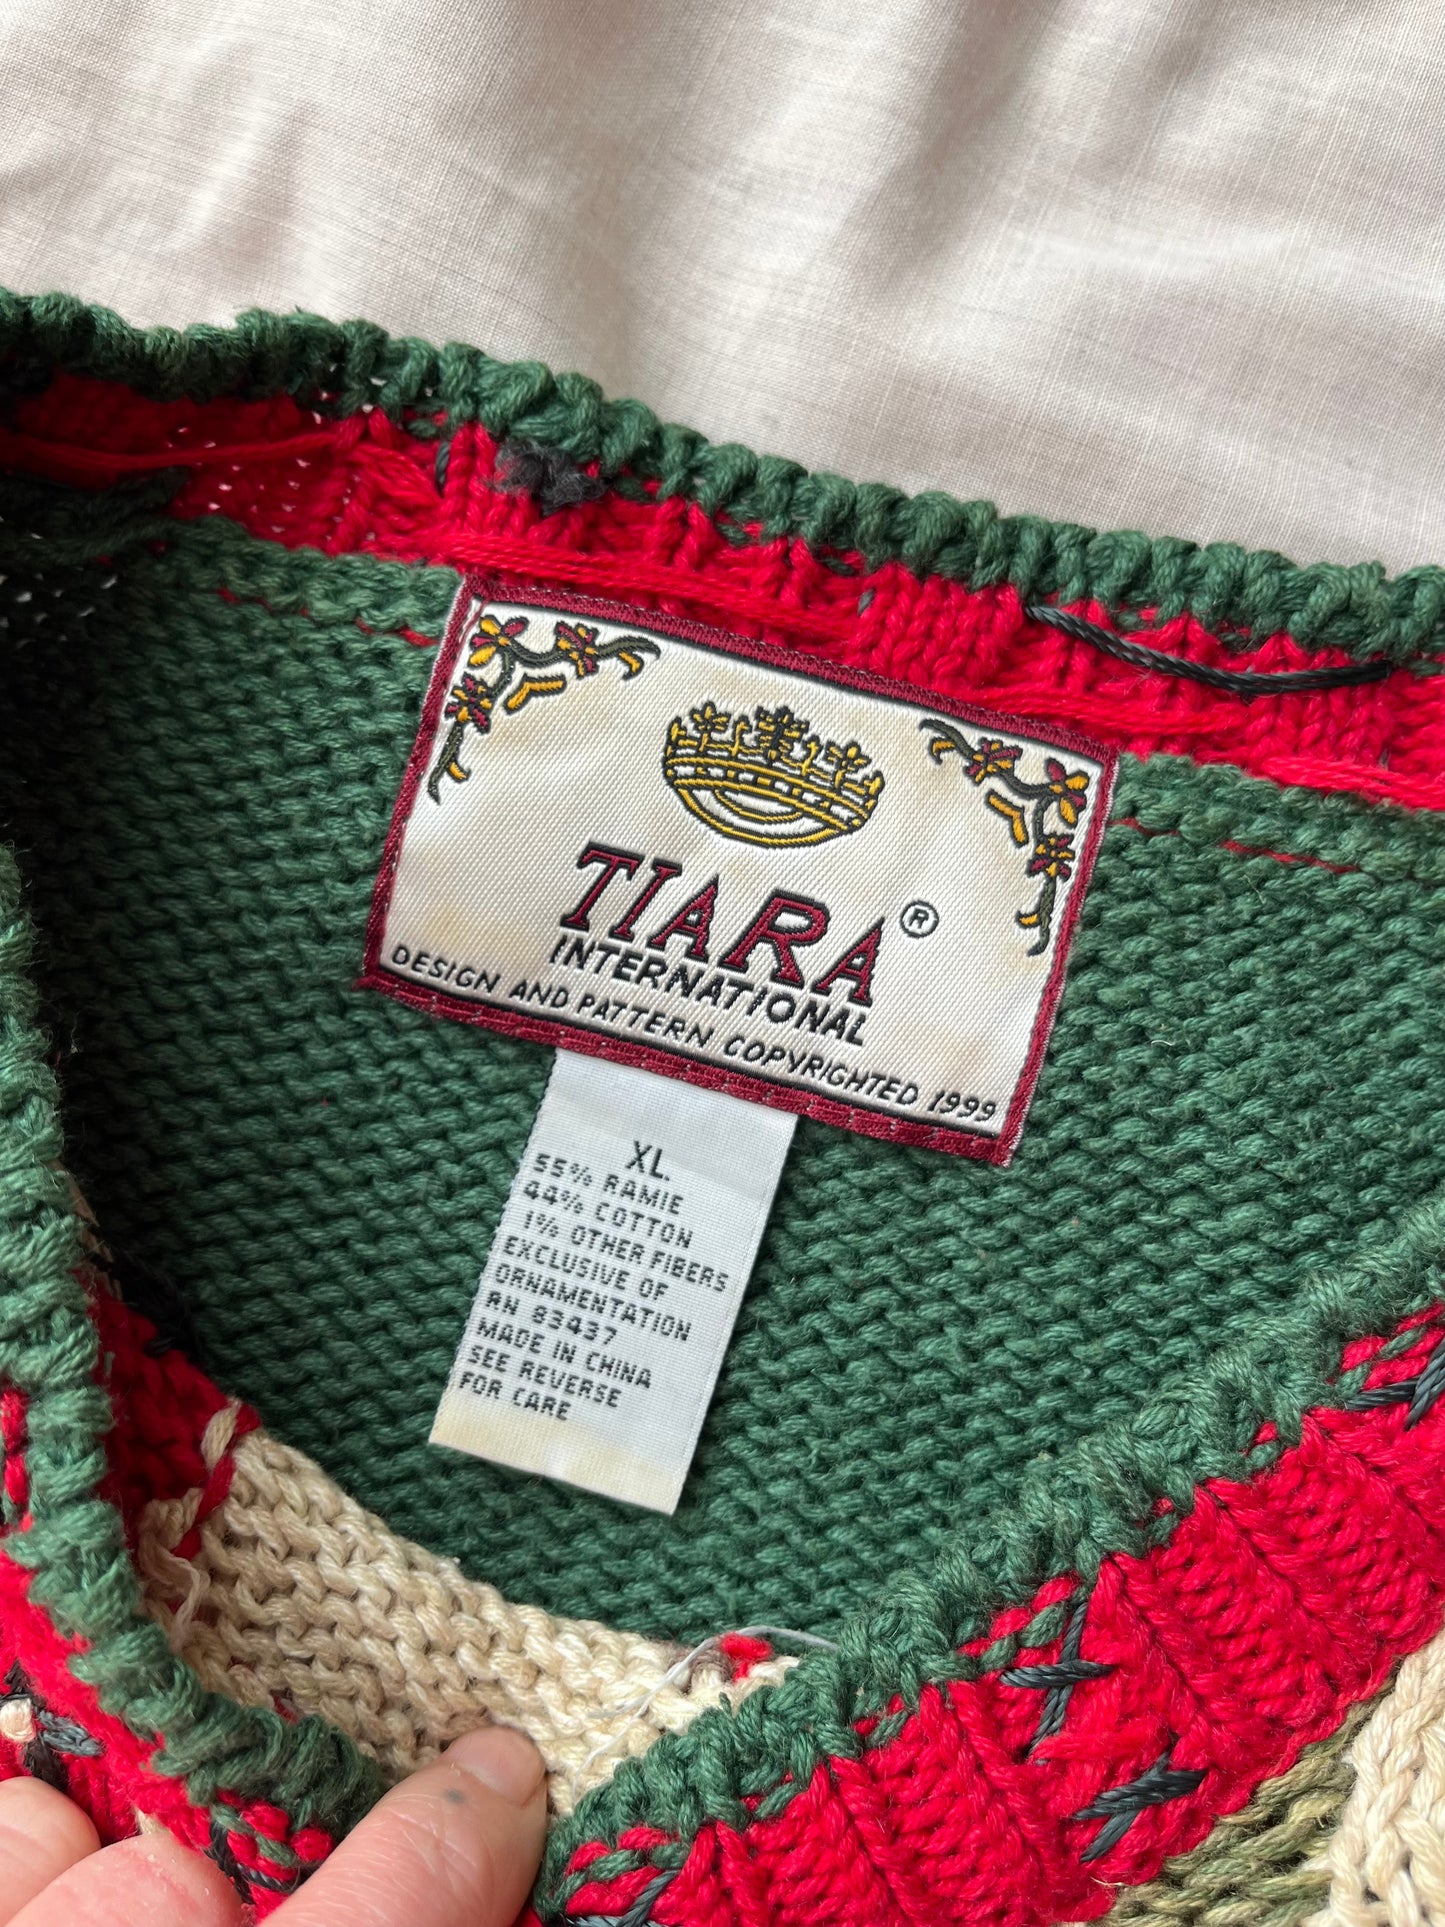 TIARA ®
INTERNATIONAL
DESIGN AND PATTERN COPYRIGHTED 1999
XL.
55% RAMIE
44% COTTON
1% OTHER FIBERS
EXCLUSIVE OF
ORNAMENTATION
RN 83437
MADE IN CHINA
SEE REVERSE
FOR CARE